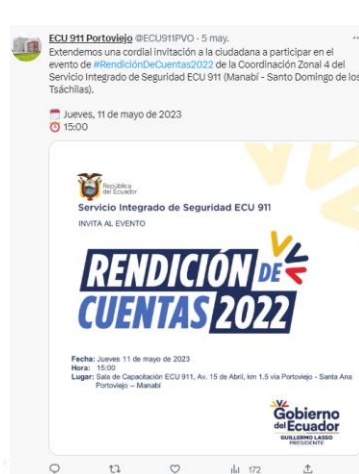 ECU 911 Portoviejo @ECU911PVO · 5 may.
Extendemos una cordial invitación a la ciudadana a participar en el
evento de #RendiciónDeCuentas2022 de la Coordinación Zonal 4 del
Servicio Integrado de Seguridad ECU 911 (Manabí - Santo Domingo de los
Tsáchilas).
Jueves, 11 de mayo de 2023
15:00
República
del Ecuador
Servicio Integrado de Seguridad ECU 911
INVITA AL EVENTO
RENDICIÓN DE
CUENTAS 2022
Fecha: Jueves 11 de mayo de 2023
Hora: 15:00
Lugar: Sala de Capacitación ECU 911, Av. 15 de Abril, km 1.5 vía Portoviejo - Santa Ana
Portoviejo – Manabí
Gobierno
del Ecuador
GUILLERMO LASSO
PRESIDENTE
172